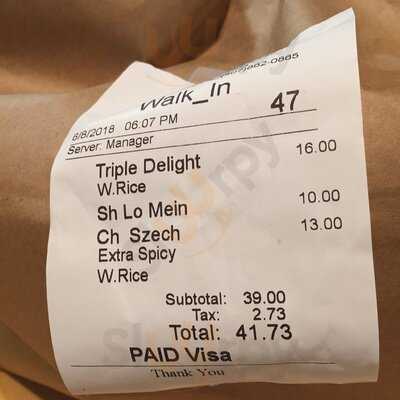 Walk_In
47
6/8/2018 06:07 PM
Server: Manager
Triple Delight 16.00
W.Rice
Sh Lo Mein 10.00
Ch Szech 13.00
Extra Spicy
W.Rice
Subtotal: 39.00
Tax: 2.73
Total: 41.73
PAID Visa
Thank You